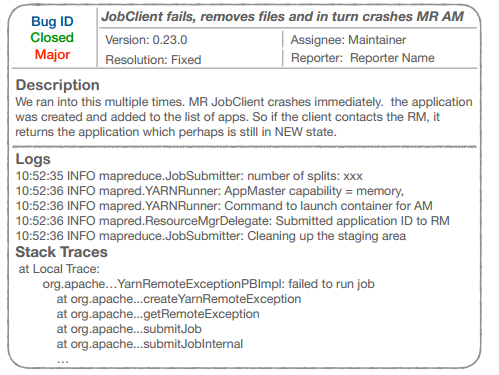 Bug ID
Closed
Major
JobClient fails, removes files and in turn crashes MR AM
Version: 0.23.0
Assignee: Maintainer
Resolution: Fixed
Reporter: Reporter Name
Description
We ran into this multiple times. MR JobClient crashes immediately. the application
was created and added to the list of apps. So if the client contacts the RM, it
returns the application which perhaps is still in NEW state.
Logs
10:52:35 INFO mapreduce.JobSubmitter: number of splits: xxx
10:52:36 INFO mapred.YARNRunner: AppMaster capability = memory,
10:52:36 INFO mapred.YARNRunner: Command to launch container for AM
10:52:36 INFO mapred.ResourceMgrDelegate: Submitted application ID to RM
10:52:36 INFO mapreduce.JobSubmitter: Cleaning up the staging area
Stack Traces
at Local Trace:
org.apache...YarnRemoteExceptionPBImpl: failed to run job
at org.apache...createYarnRemoteException
at org.apache...getRemoteException
at org.apache...submitJob
at org.apache...submitJobInternal
...